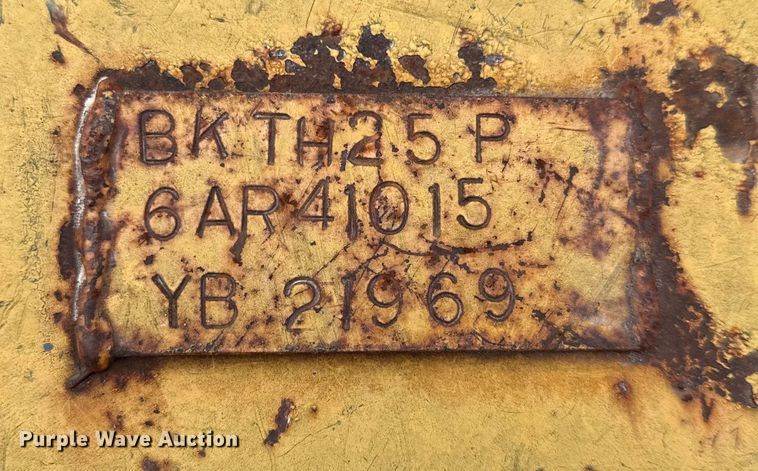 BKTH25P
6AR41015
YB 21969
Purple Wave Auction